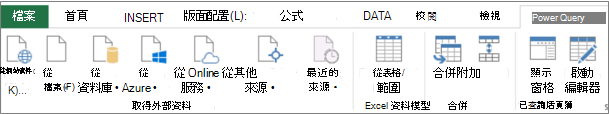 檔案 首頁 INSERT 版面配置(L): 公式 DATA 校閱 檢視 Power Query
從 從 從 從 Online 從其他 最近的 從表格/ 合併附加 顯示 啟動
K)... 檔案(F) 資料庫 • Azure • 服務 • 來源 • 來源 • 範圍 窗格 編輯器
取得外部資料 Excel 資料模型 合併 已查詢活頁簿